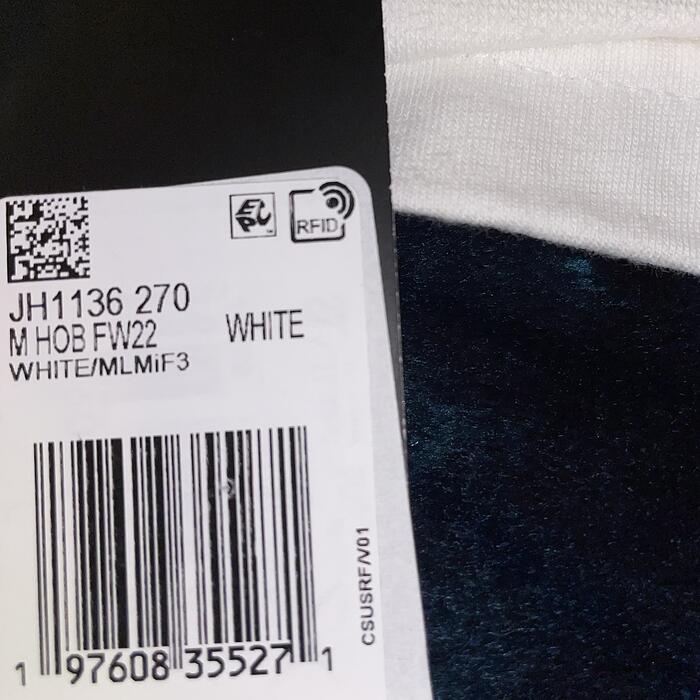 RFID
JH1136 270
M HOB FW22
WHITE
WHITE/MLMiF3
CSUSRF/V01
1 97608 35527 1